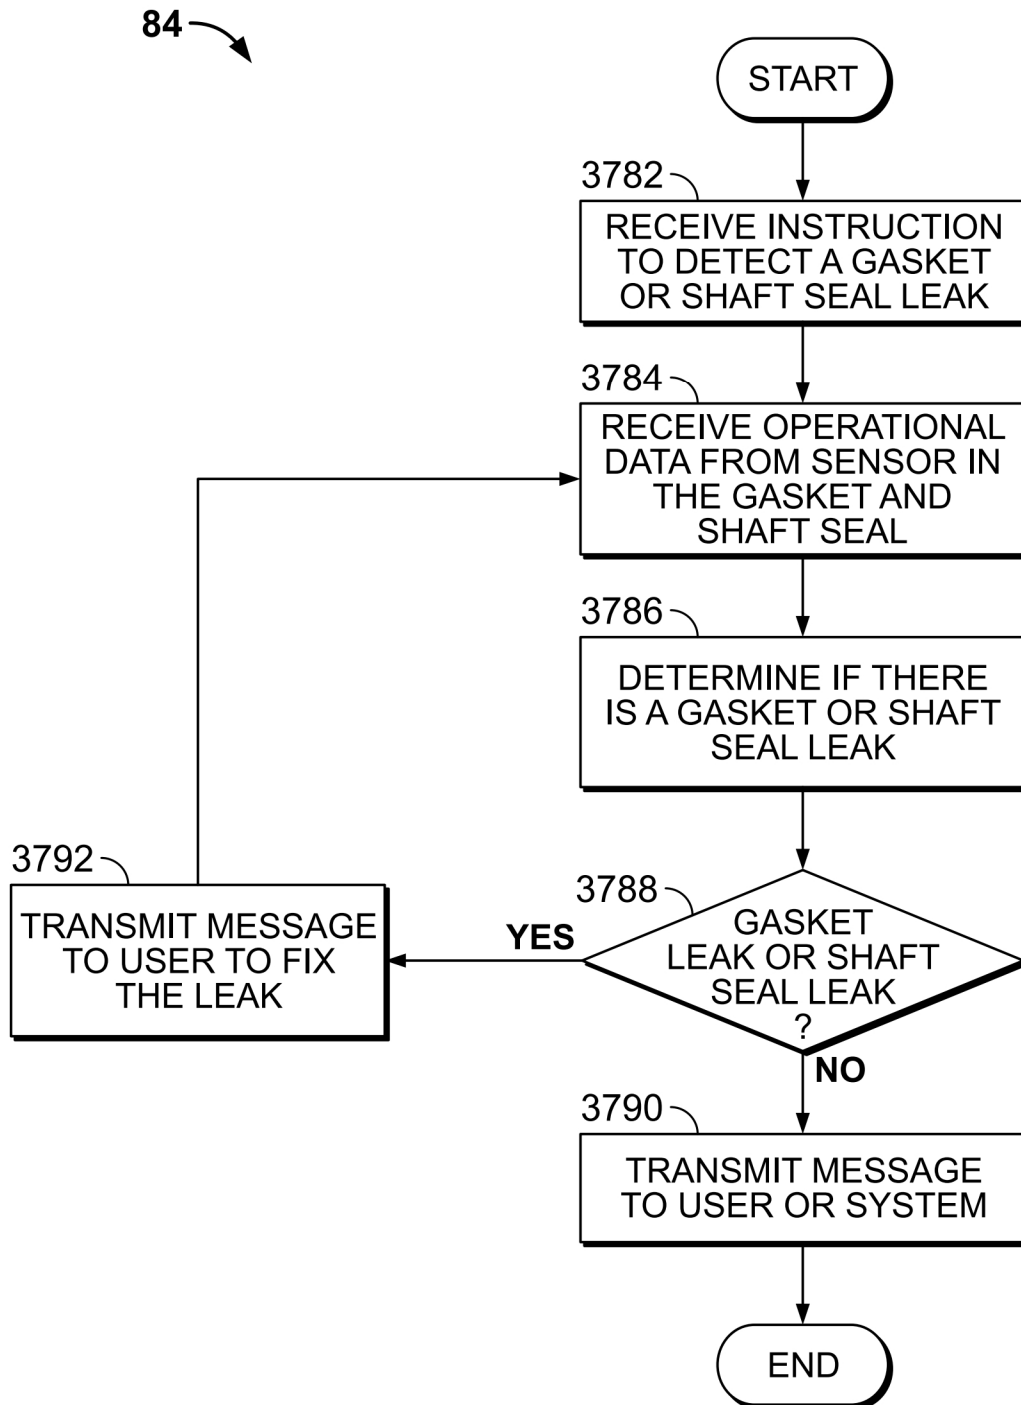 84
START
3782
RECEIVE INSTRUCTION
TO DETECT A GASKET
OR SHAFT SEAL LEAK
3784
RECEIVE OPERATIONAL
DATA FROM SENSOR IN
THE GASKET AND
SHAFT SEAL
3786
DETERMINE IF THERE
IS A GASKET OR SHAFT
SEAL LEAK
3788
GASKET
LEAK OR SHAFT
SEAL LEAK
?
YES
3792
TRANSMIT MESSAGE
TO USER TO FIX
THE LEAK
NO
3790
TRANSMIT MESSAGE
TO USER OR SYSTEM
END